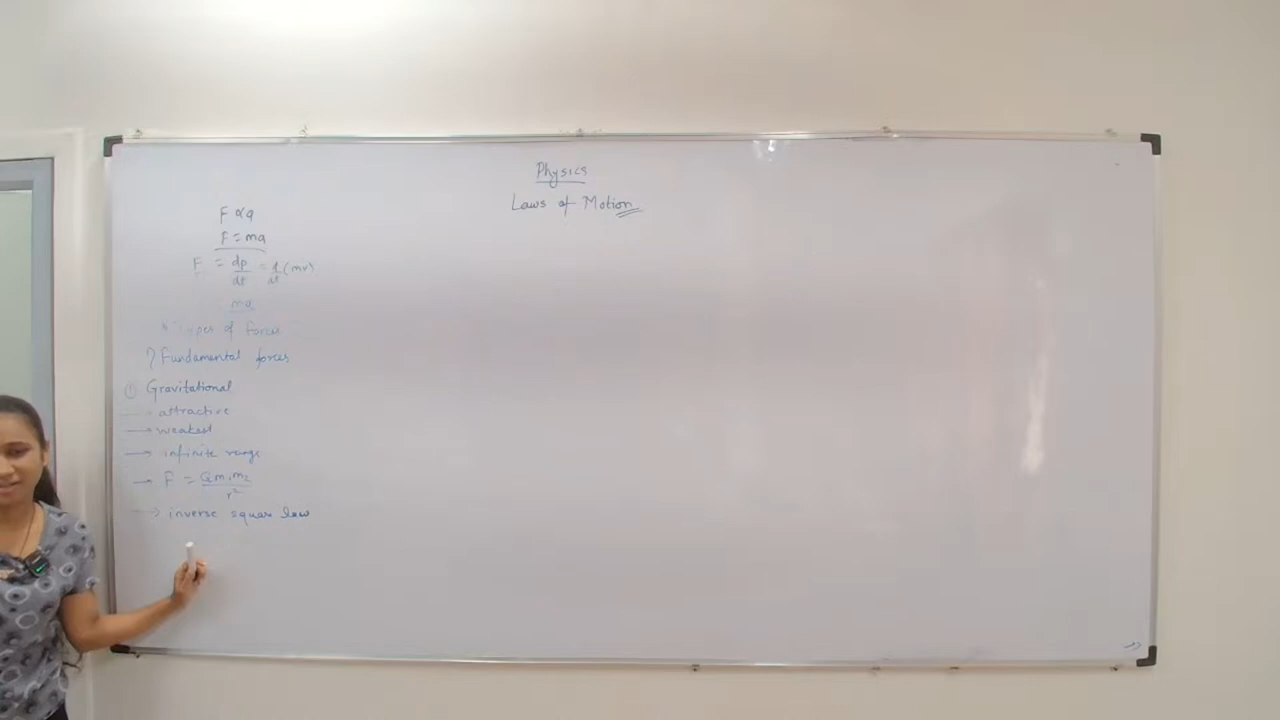 Physics
Laws of Motion
F ∝ a
F = ma
F = dp/dt = d/dt (mv)
ma
Types of Forces
Fundamental forces
① Gravitational
→ attractive
→ weakest
→ infinite range
→ F = Gm₁m₂/r²
→ inverse square law